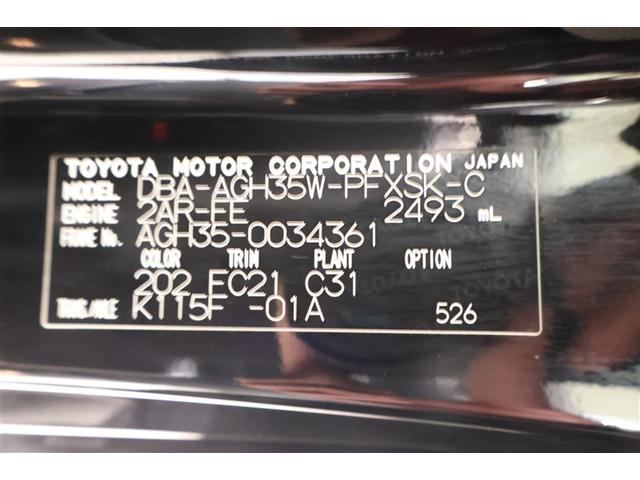 TOYOTA MOTOR CORPORATION JAPAN
MODEL DBA-AGH35W-PFXSK-C
ENGINE 2AR-FE 2493 mL
FRAME No. AGH35-0034361
COLOR TRIM PLANT OPTION
202 FC21 C31
TRANS/AXLE K115F -01A 526